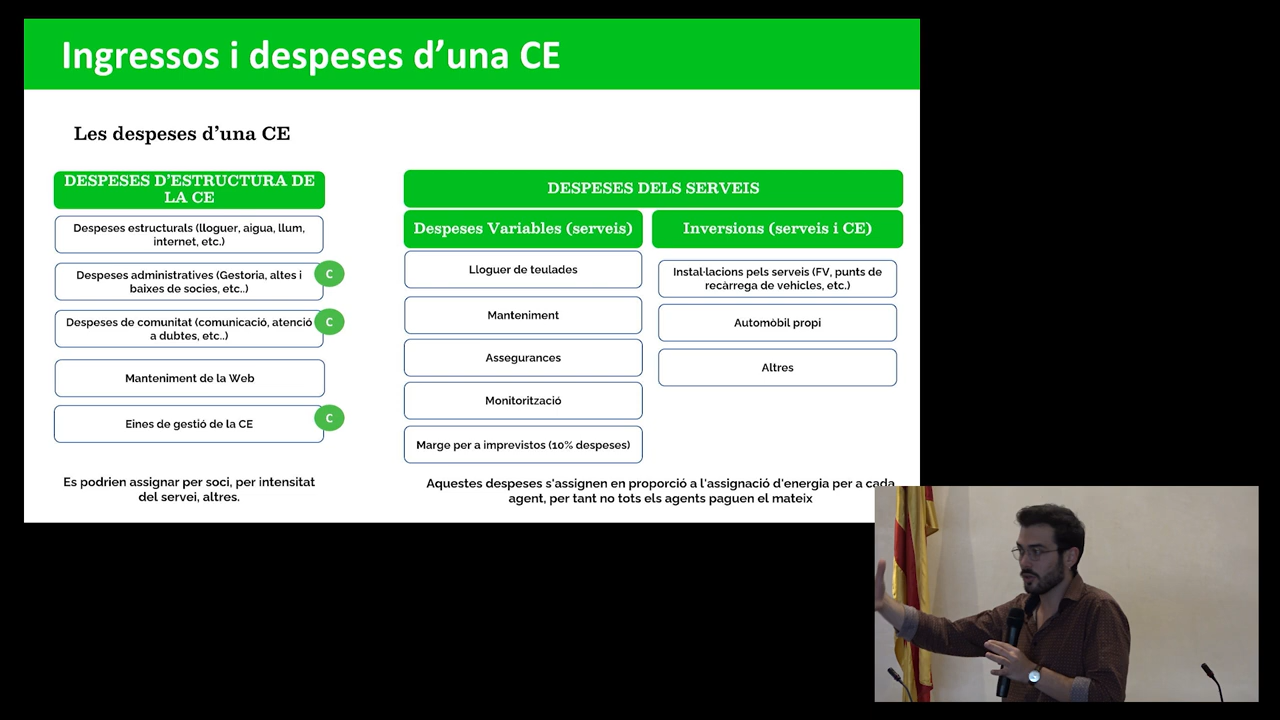 Ingressos i despeses d'una CE
Les despeses d'una CE
DESPESES D'ESTRUCTURA DE
LA CE
Despeses estructurals (lloguer, aigua, llum,
internet, etc.)
Despeses administratives (Gestoria, altes i
baixes de socies, etc..)
C
Despeses de comunitat (comunicació, atenció
a dubtes, etc..)
C
Manteniment de la Web
Eines de gestió de la CE
C
Es podrien assignar per soci, per intensitat
del servei, altres.
DESPESES DELS SERVEIS
Despeses Variables (serveis)
Lloguer de teulades
Manteniment
Assegurances
Monitorització
Marge per a imprevistos (10% despeses)
Inversions (serveis i CE)
Instal·lacions pels serveis (FV, punts de
recàrrega de vehicles, etc.)
Automòbil propi
Altres
Aquestes despeses s'assignen en proporció a l'assignació d'energia per a cada
agent, per tant no tots els agents paguen el mateix